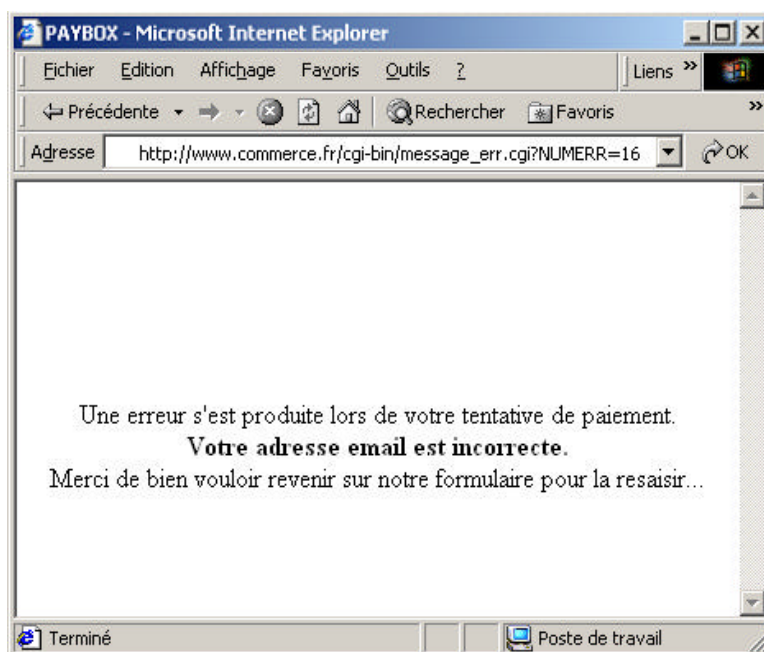 PAYBOX - Microsoft Internet Explorer
Fichier Edition Affichage Favoris Outils ? Liens »
Précédente Rechercher Favoris »
Adresse http://www.commerce.fr/cgi-bin/message_err.cgi?NUMERR=16 OK
Une erreur s'est produite lors de votre tentative de paiement.
Votre adresse email est incorrecte.
Merci de bien vouloir revenir sur notre formulaire pour la resaisir...
Terminé Poste de travail